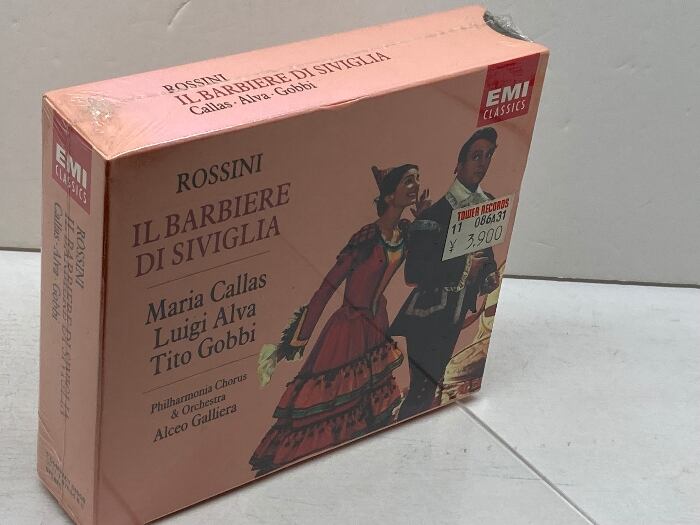 ROSSINI
IL BARBIERE DI SIVIGLIA
Callas · Alva · Gobbi
EMI
CLASSICS
ROSSINI
IL BARBIERE
DI SIVIGLIA
Maria Callas
Luigi Alva
Tito Gobbi
Philharmonia Chorus
& Orchestra
Alceo Galliera
TOWER RECORDS
11 086431
¥ 3,900
EMI
CLASSICS
ROSSINI
IL BARBIERE DI SIVIGLIA
Callas · Alva · Gobbi